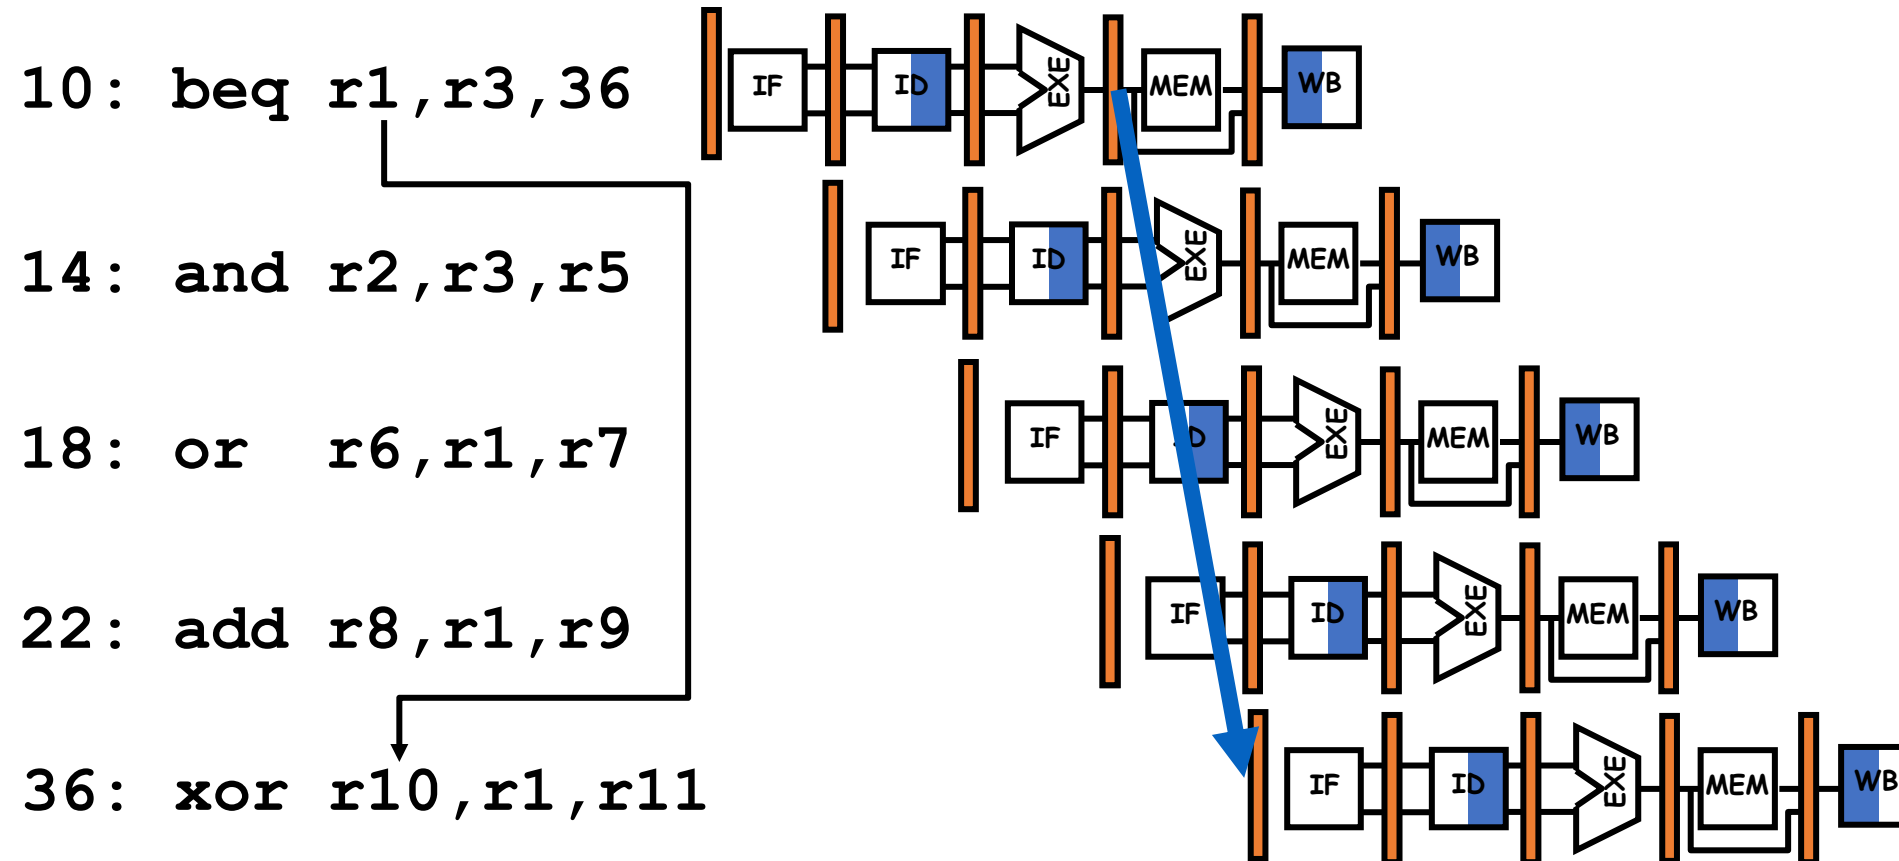 10: beq r1,r3,36
IF ID EXE MEM WB
14: and r2,r3,r5
IF ID EXE MEM WB
18: or r6,r1,r7
IF ID EXE MEM WB
22: add r8,r1,r9
IF ID EXE MEM WB
36: xor r10,r1,r11
IF ID EXE MEM WB